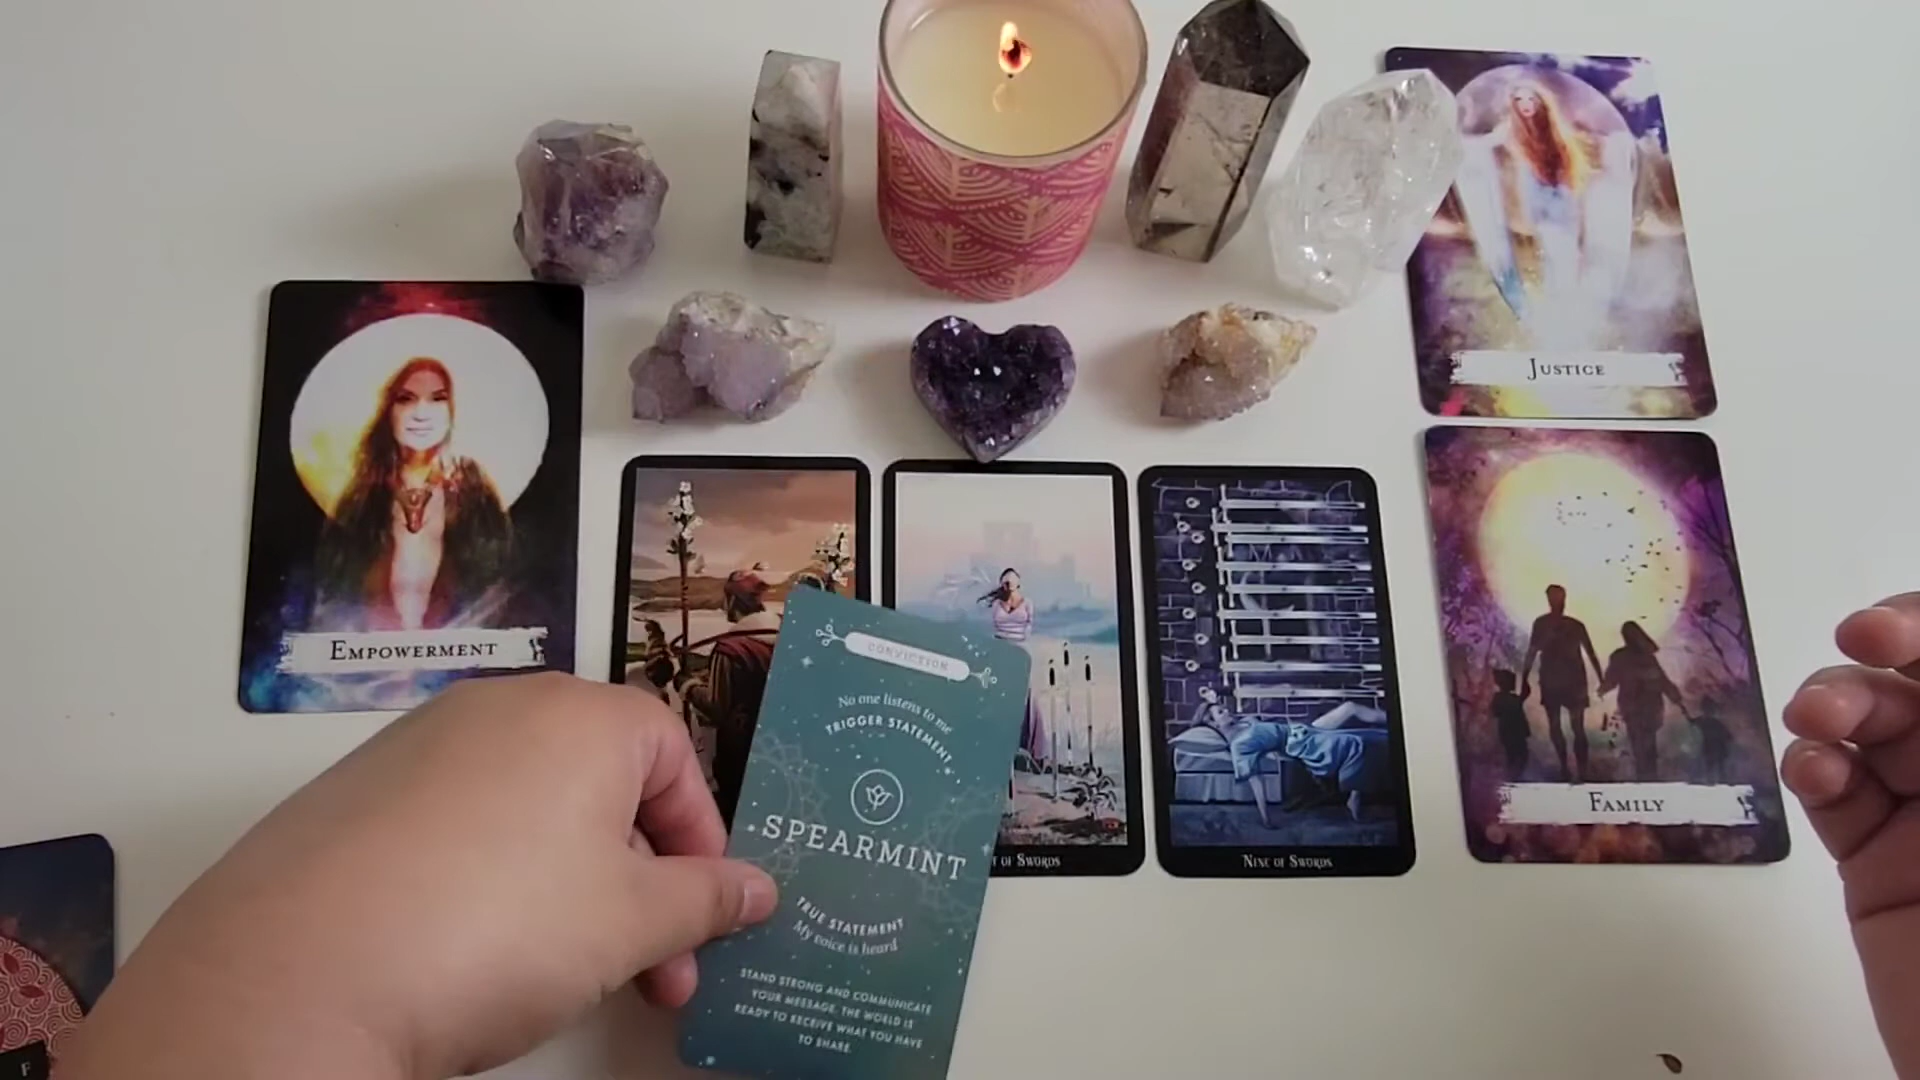 JUSTICE
EMPOWERMENT
CONVICTION
No one listens to me
TRIGGER STATEMENT
SPEARMINT
TRUE STATEMENT
My voice is heard
STAND STRONG AND COMMUNICATE
YOUR MESSAGE. THE WORLD IS
READY TO RECEIVE WHAT YOU HAVE
TO SHARE.
OF SWORDS
NINE OF SWORDS
FAMILY
F